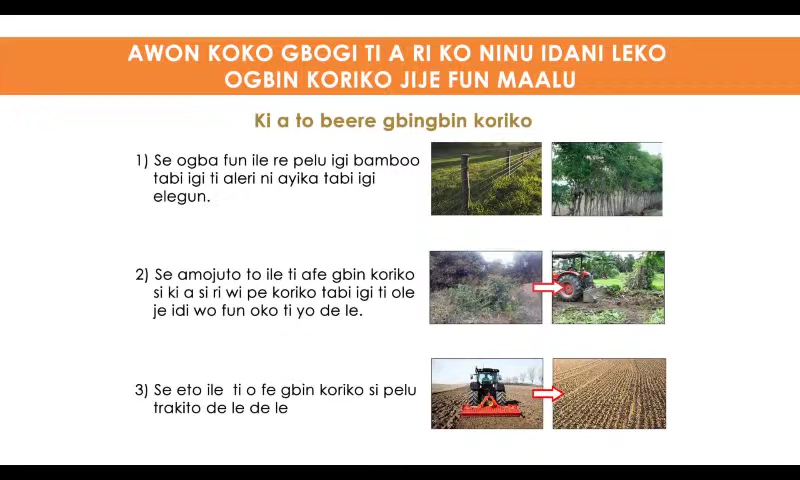 AWON KOKO GBOGI TI A RI KO NINU IDANI LEKO
OGBIN KORIKO JIJE FUN MAALU
Ki a to beere gbingbin koriko
1) Se ogba fun ile re pelu igi bamboo
tabi igi ti aleri ni ayika tabi igi
elegun.
2) Se amojuto to ile ti afe gbin koriko
si ki a si ri wi pe koriko tabi igi ti ole
je idi wo fun oko ti yo de le.
3) Se eto ile ti o fe gbin koriko si pelu
trakito de le de le